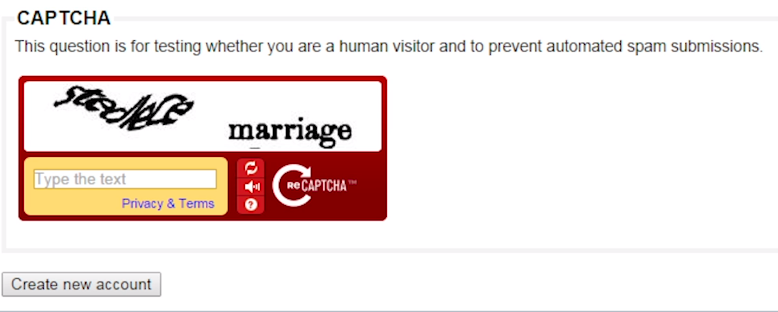 CAPTCHA
This question is for testing whether you are a human visitor and to prevent automated spam submissions.
marriage
Type the text
Privacy & Terms
? ReCAPTCHA™
Create new account